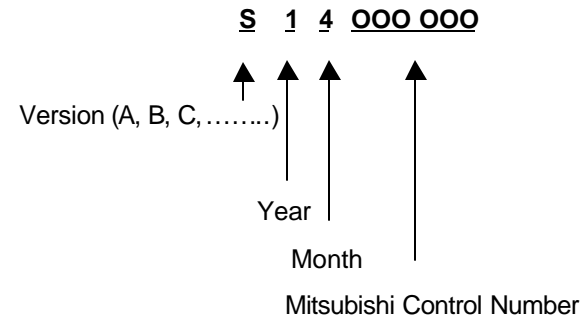 S 1 4 OOO OOO
Version (A, B, C, ........)
Year
Month
Mitsubishi Control Number